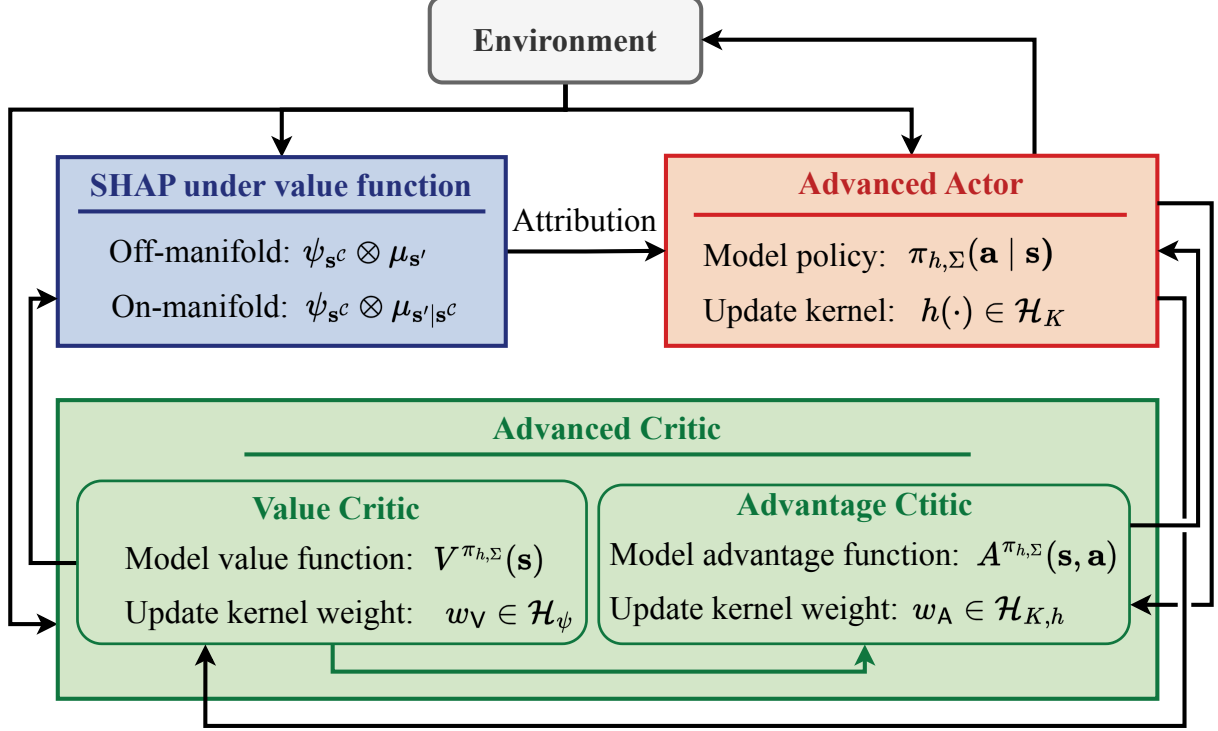 Environment
SHAP under value function
Off-manifold: ψ_{s^C} ⊗ μ_{s′}
On-manifold: ψ_{s^C} ⊗ μ_{s′|s^C}
Attribution
Advanced Actor
Model policy: π_{h,Σ}(a | s)
Update kernel: h(·) ∈ ℋ_K
Advanced Critic
Value Critic
Model value function: V^{π_{h,Σ}}(s)
Update kernel weight: w_V ∈ ℋ_ψ
Advantage Ctitic
Model advantage function: A^{π_{h,Σ}}(s, a)
Update kernel weight: w_A ∈ ℋ_{K,h}